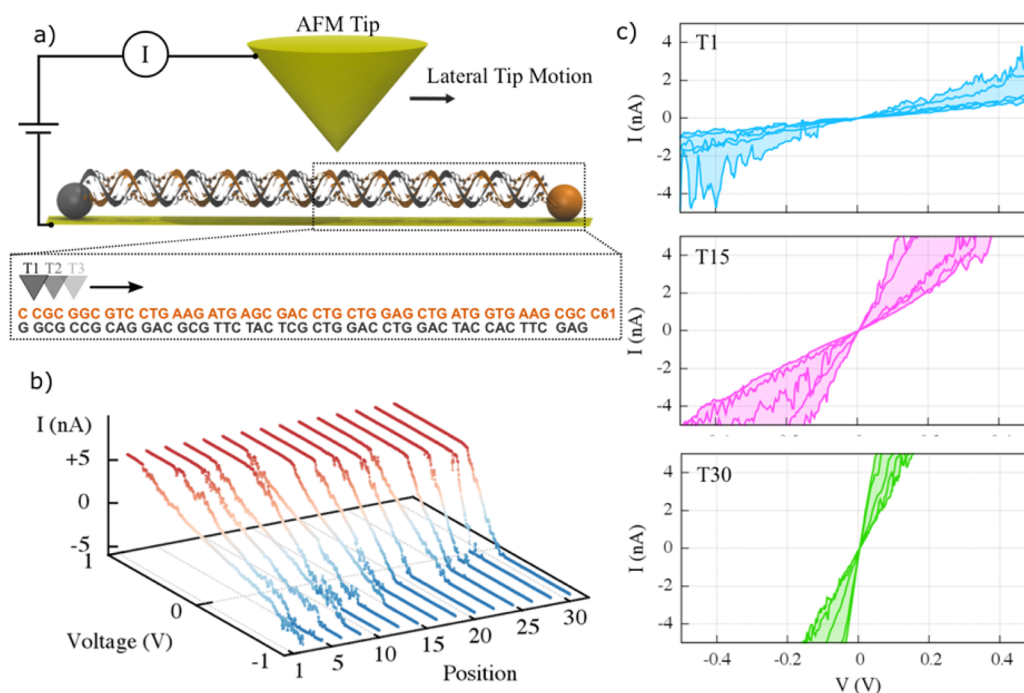 a)
AFM Tip
I
Lateral Tip Motion
T1 T2 T3
C CGC GGC GTC CTG AAG ATG AGC GAC CTG CTG GAG CTG ATG GTG AAG CGC C61
G GCG CCG CAG GAC GCG TTC TAC TCG CTG GAC CTG GAC TAC CAC TTC GAG
b)
I (nA)
+5
0
-5
1
0
-1
Voltage (V)
1 5 10 15 20 25 30
Position
c)
T1
4
2
0
-2
-4
I (nA)
T15
4
2
0
-2
-4
I (nA)
T30
4
2
0
-2
-4
I (nA)
-0.4 -0.2 0 0.2 0.4
V (V)